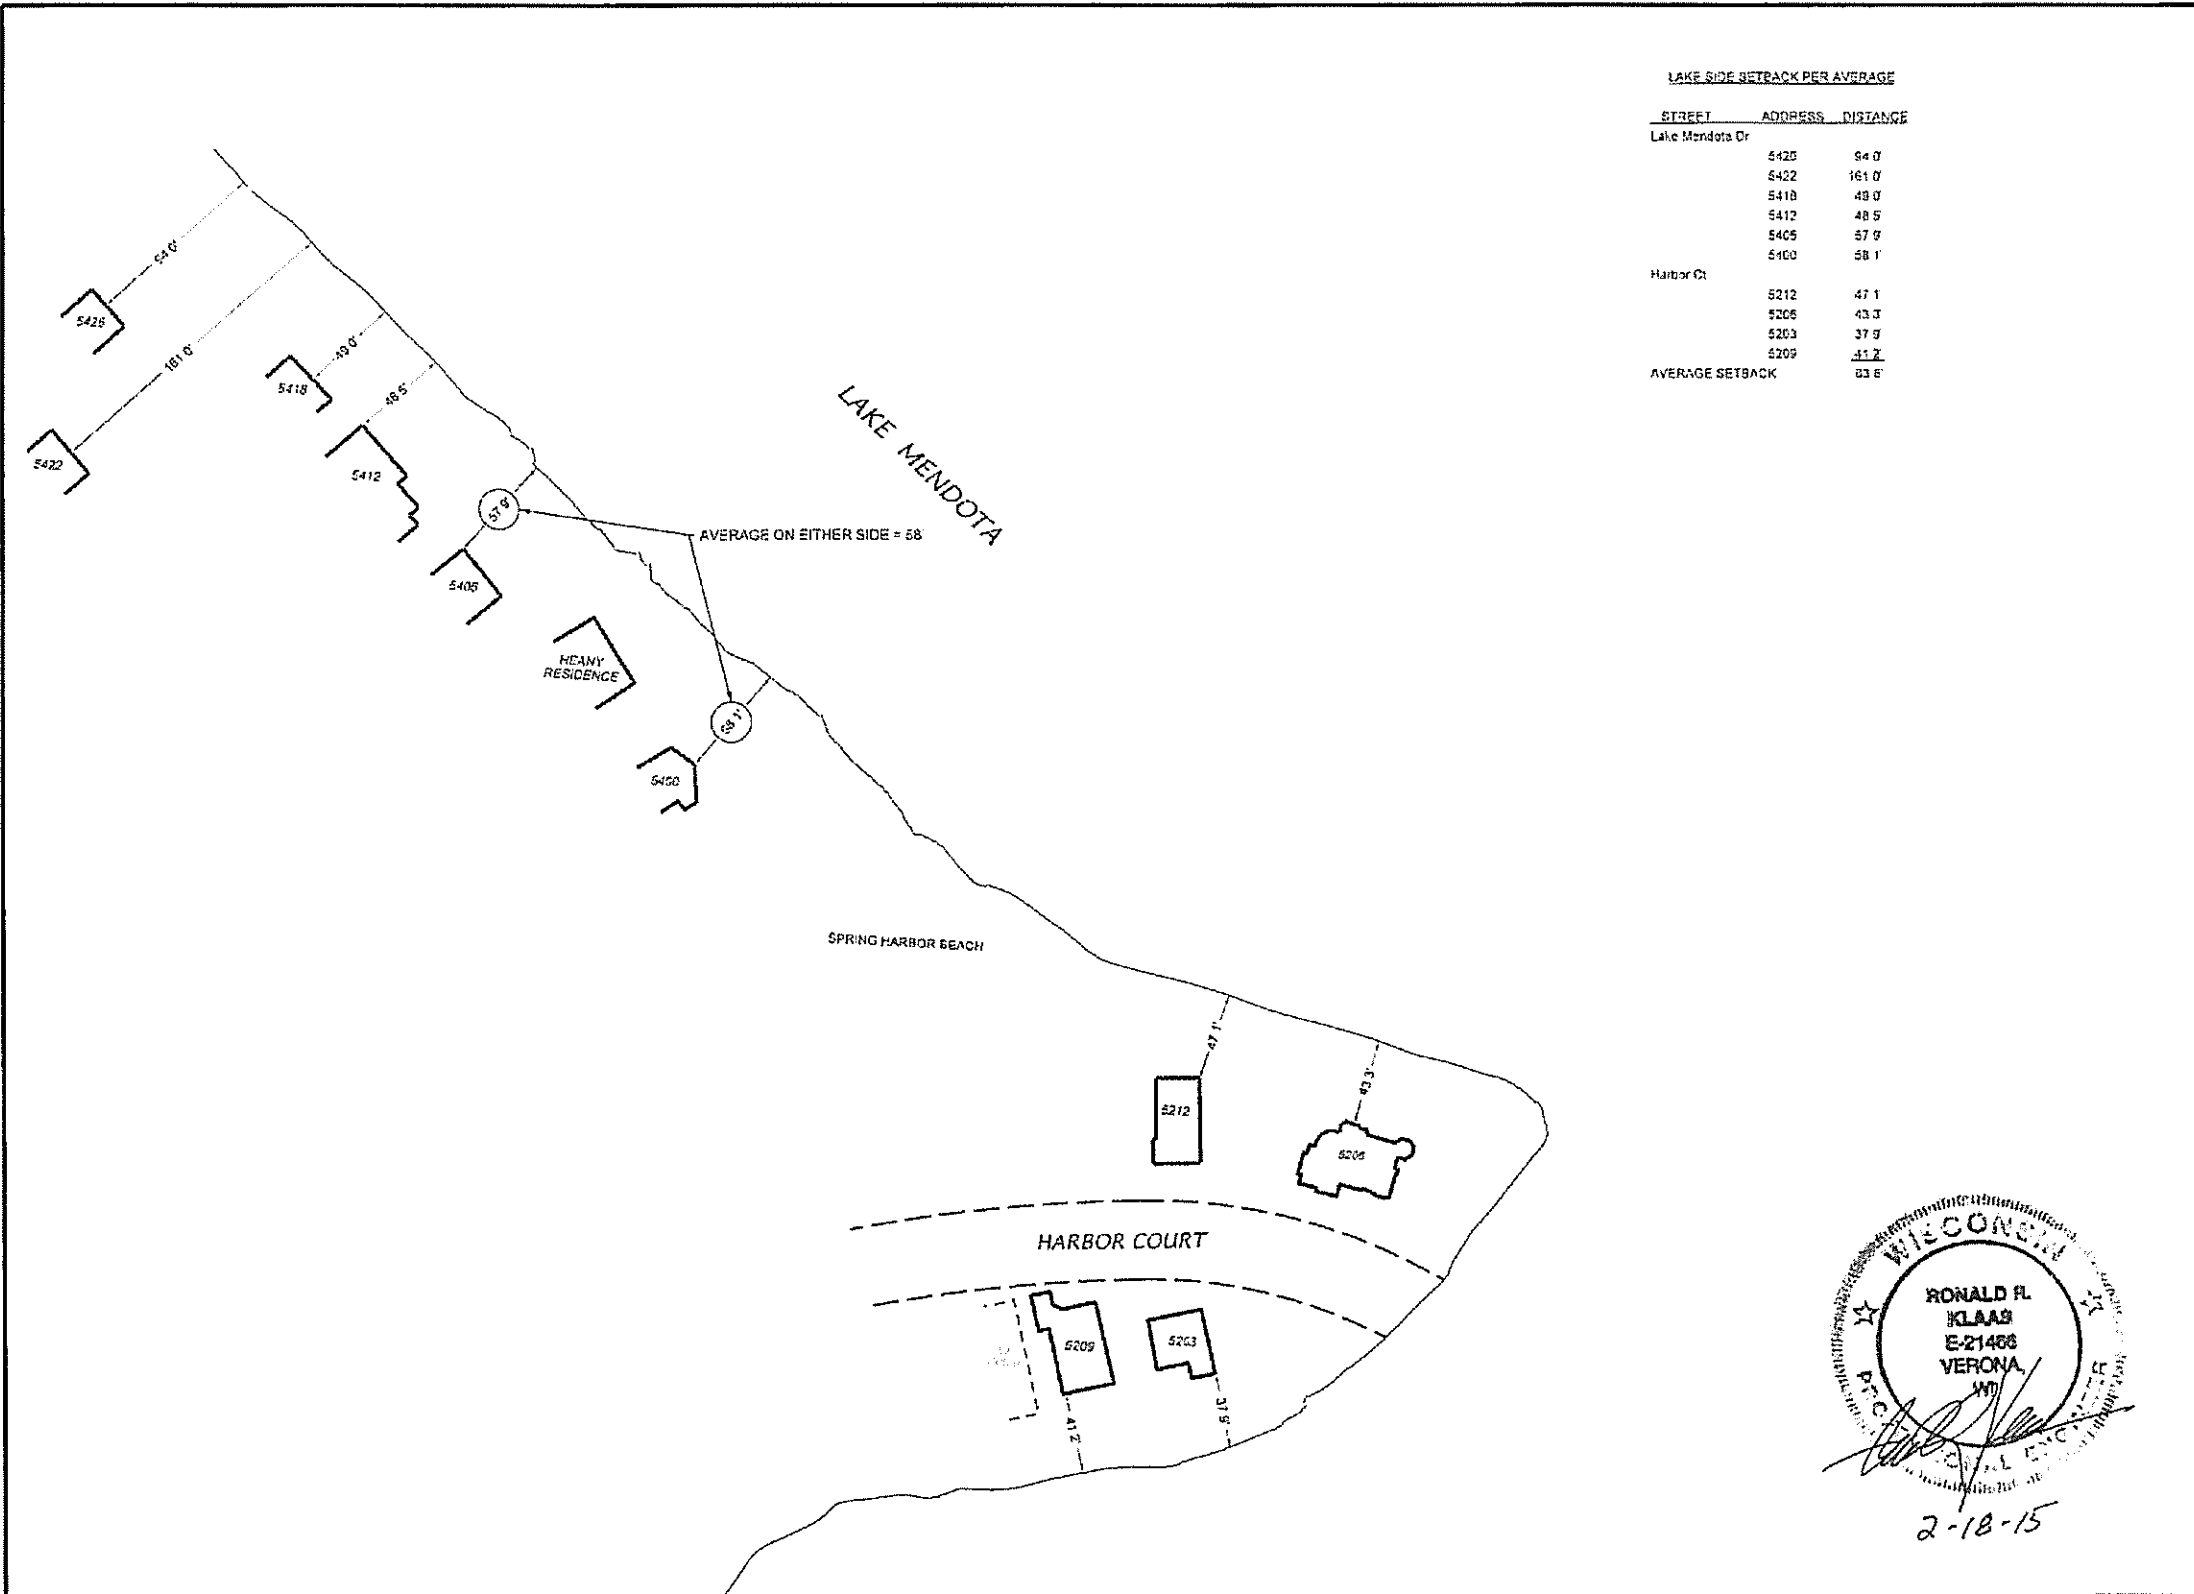 LAKE SIDE SETBACK PER AVERAGE
STREET ADDRESS DISTANCE
Lake Mendota Dr
5426 94.0'
5422 161.0'
5418 49.0'
5412 48.5'
5405 57.9'
5400 58.1'
Harbor Ct
5212 47.1'
5206 43.3'
5203 37.9'
5209 41.2'
AVERAGE SETBACK 63.8'
94.0'
5426
161.0'
49.0'
5418
48.5'
5422
5412
LAKE MENDOTA
57.9'
AVERAGE ON EITHER SIDE = 58'
5405
HEANY
RESIDENCE
58.1'
5400
SPRING HARBOR BEACH
47.1'
43.3'
5212
5206
HARBOR COURT
5209
5203
41.2'
37.9'
WISCONSIN
RONALD R.
KLAAS
E-21466
VERONA,
WI
PROFESSIONAL ENGINEER
2-18-15